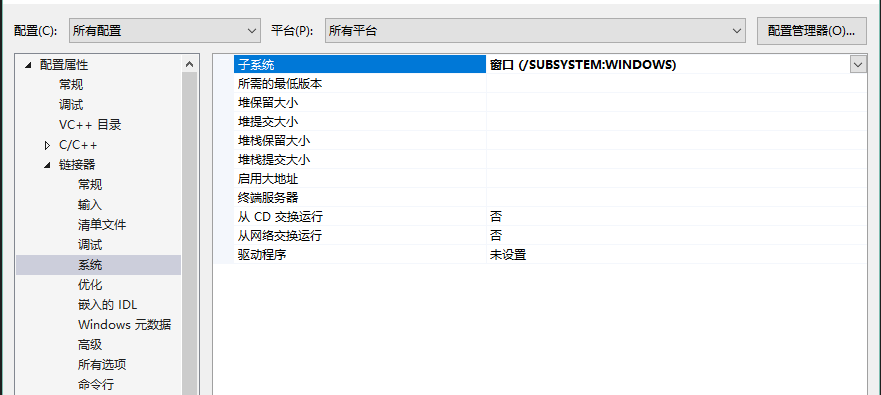 配置(C): 所有配置 平台(P): 所有平台 配置管理器(O)...
配置属性
常规
调试
VC++ 目录
C/C++
链接器
常规
输入
清单文件
调试
系统
优化
嵌入的 IDL
Windows 元数据
高级
所有选项
命令行
子系统 窗口 (/SUBSYSTEM:WINDOWS)
所需的最低版本
堆保留大小
堆提交大小
堆栈保留大小
堆栈提交大小
启用大地址
终端服务器
从 CD 交换运行 否
从网络交换运行 否
驱动程序 未设置